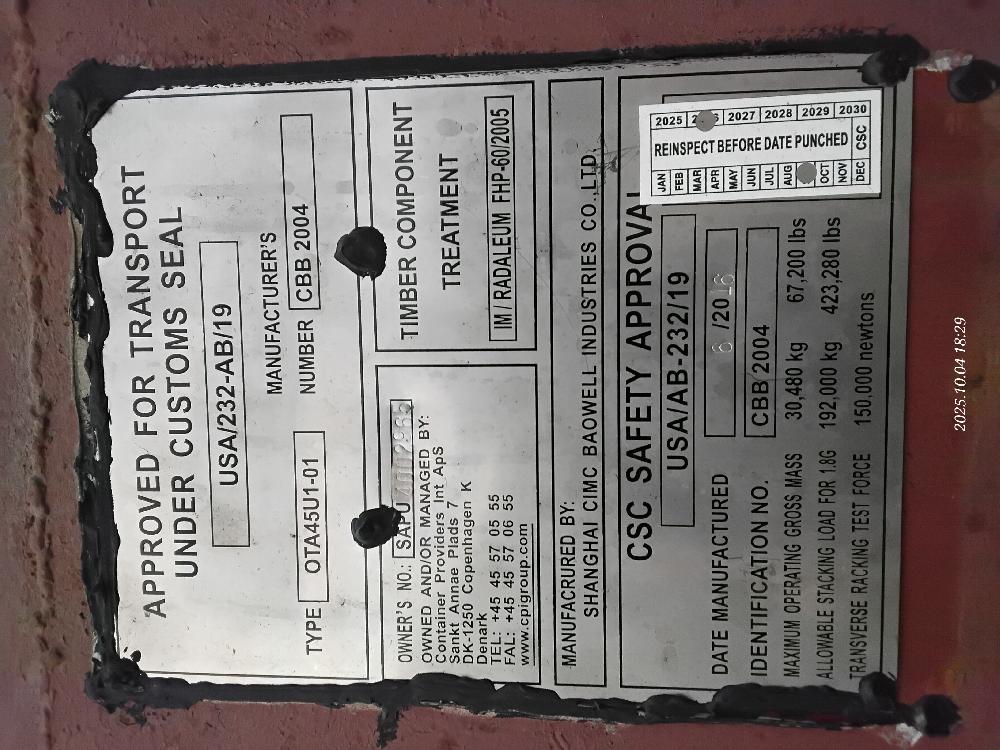 APPROVED FOR TRANSPORT
UNDER CUSTOMS SEAL
USA/232-AB/19
TYPE OTA45U1-01
MANUFACTURER'S
NUMBER CBB 2004
OWNER'S NO.: SAPU
OWNED AND/OR MANAGED BY:
Container Providers Int ApS
Sankt Annae Plads 7
DK-1250 Copenhagen K
Denark
TEL: +45 45 57 05 55
FAL: +45 45 57 06 55
www.cpigroup.com
TIMBER COMPONENT
TREATMENT
IM / RADALEUM FHP-60/2005
MANUFACRURED BY:
SHANGHAI CIMC BAOWELL INDUSTRIES CO.,LTD.
CSC SAFETY APPROVAL
USA/AB-232/19
DATE MANUFACTURED 6 /2016
IDENTIFICATION NO. CBB 2004
MAXIMUM OPERATING GROSS MASS 30,480 kg 67,200 lbs
ALLOWABLE STACKING LOAD FOR 1.8G 192,000 kg 423,280 lbs
TRANSVERSE RACKING TEST FORCE 150,000 newtons
2025 2027 2028 2029 2030
REINSPECT BEFORE DATE PUNCHED CSC
JAN FEB MAR APR MAY JUN JUL AUG OCT NOV DEC
2025.10.04 18:29